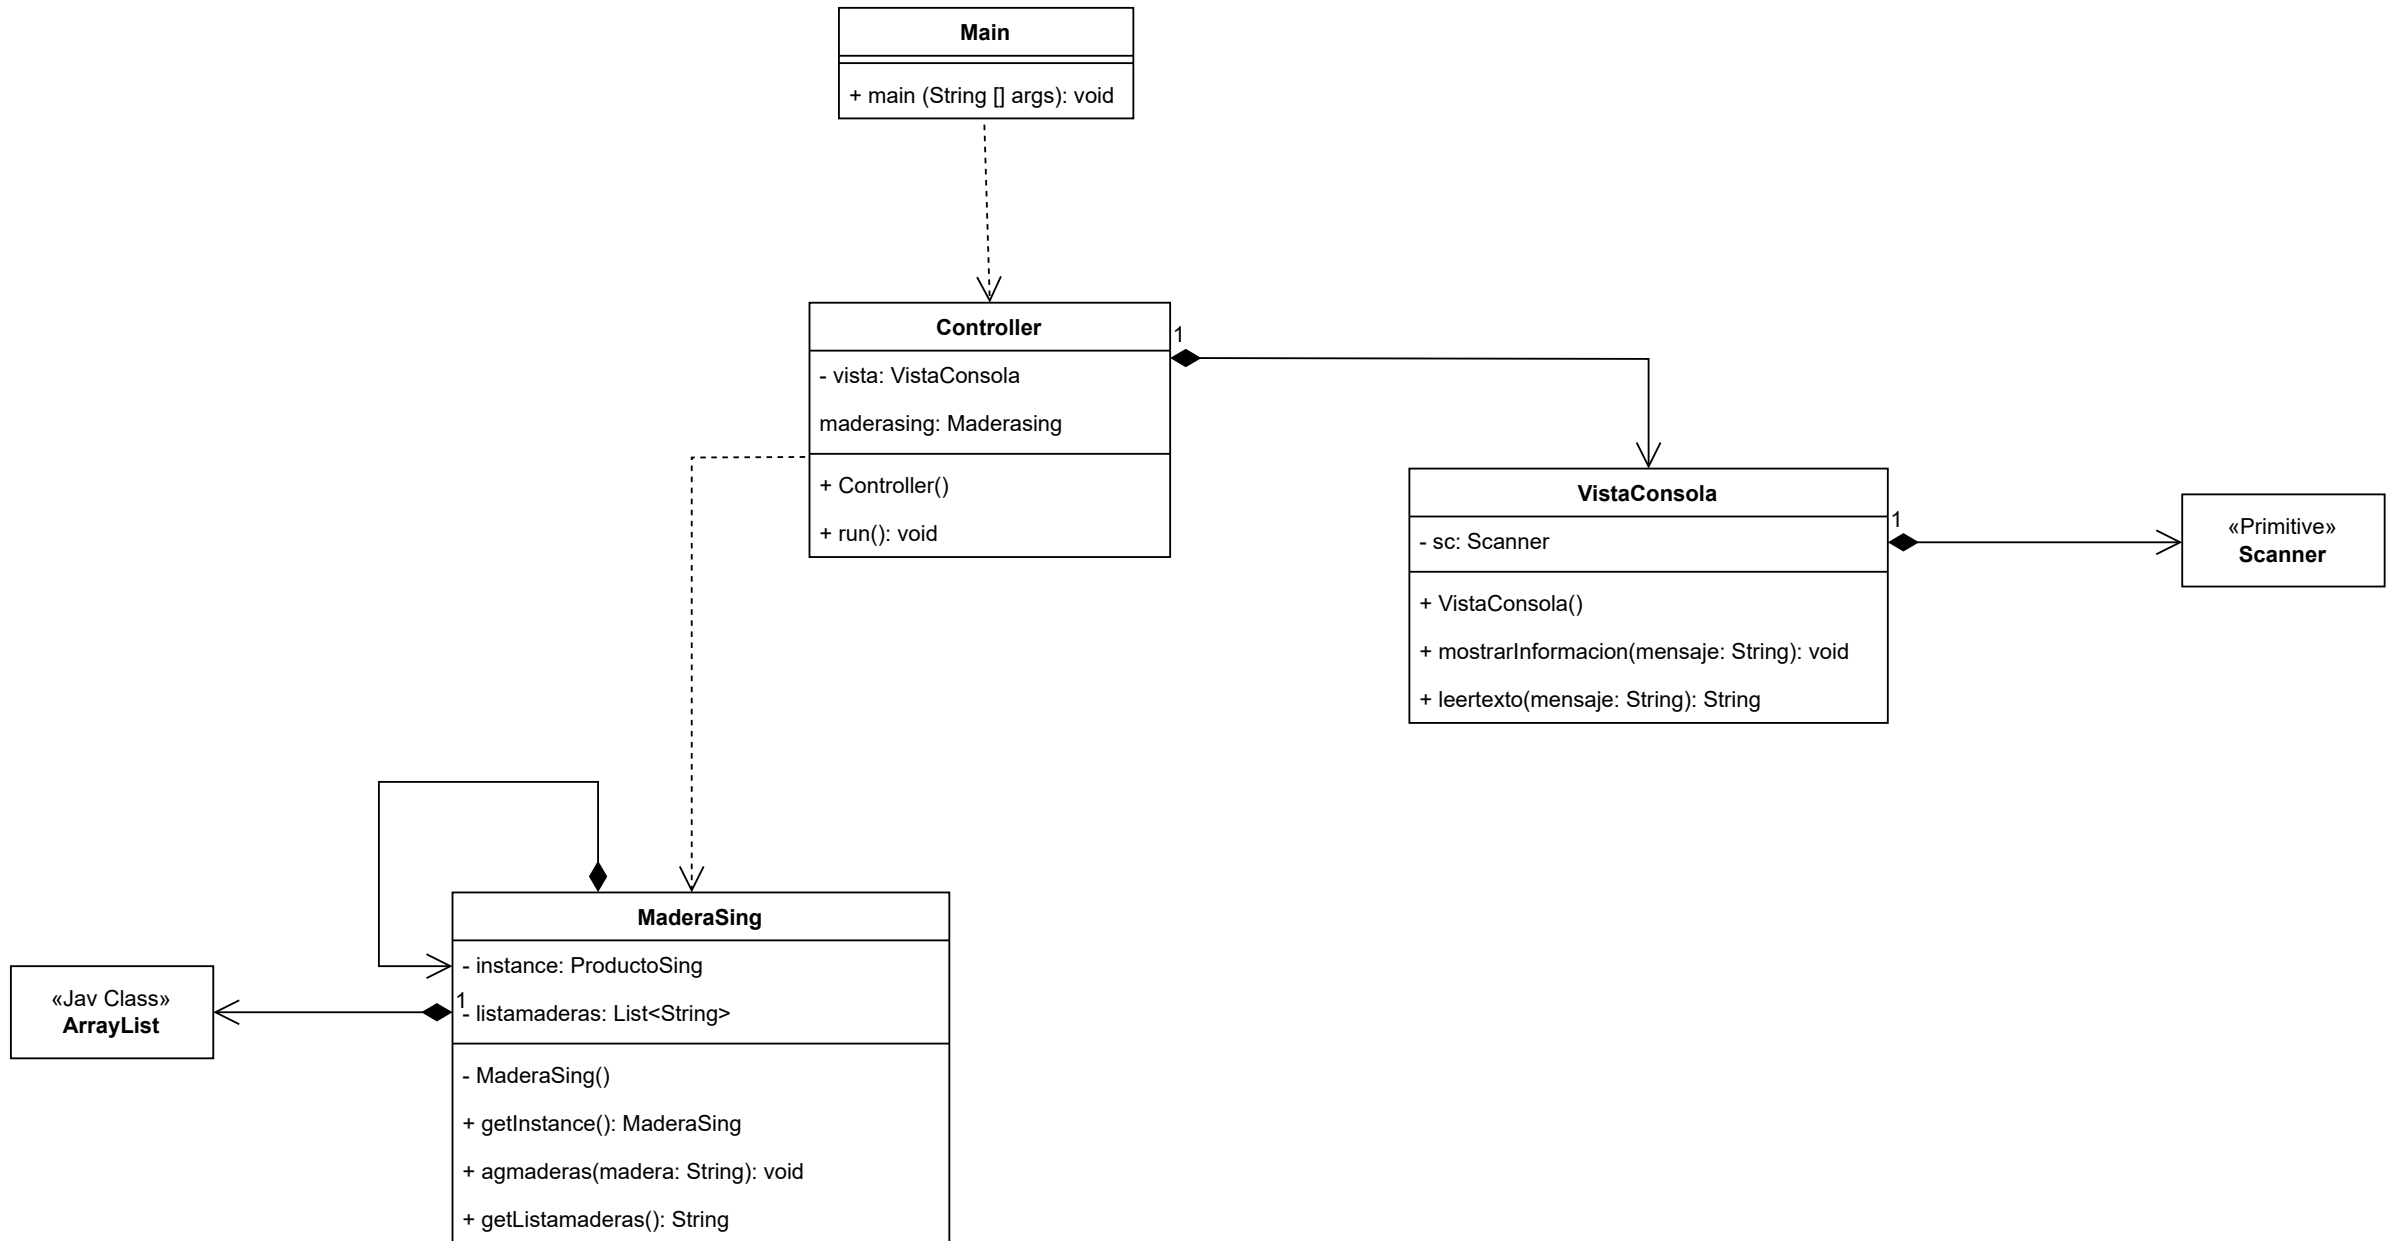 Main
+ main (String [] args): void
Controller
- vista: VistaConsola
maderasing: Maderasing
+ Controller()
+ run(): void
1
VistaConsola
- sc: Scanner
+ VistaConsola()
+ mostrarInformacion(mensaje: String): void
+ leertexto(mensaje: String): String
1
«Primitive»
Scanner
MaderaSing
- instance: ProductoSing
- listamaderas: List<String>
- MaderaSing()
+ getInstance(): MaderaSing
+ agmaderas(madera: String): void
+ getListamaderas(): String
1
«Jav Class»
ArrayList